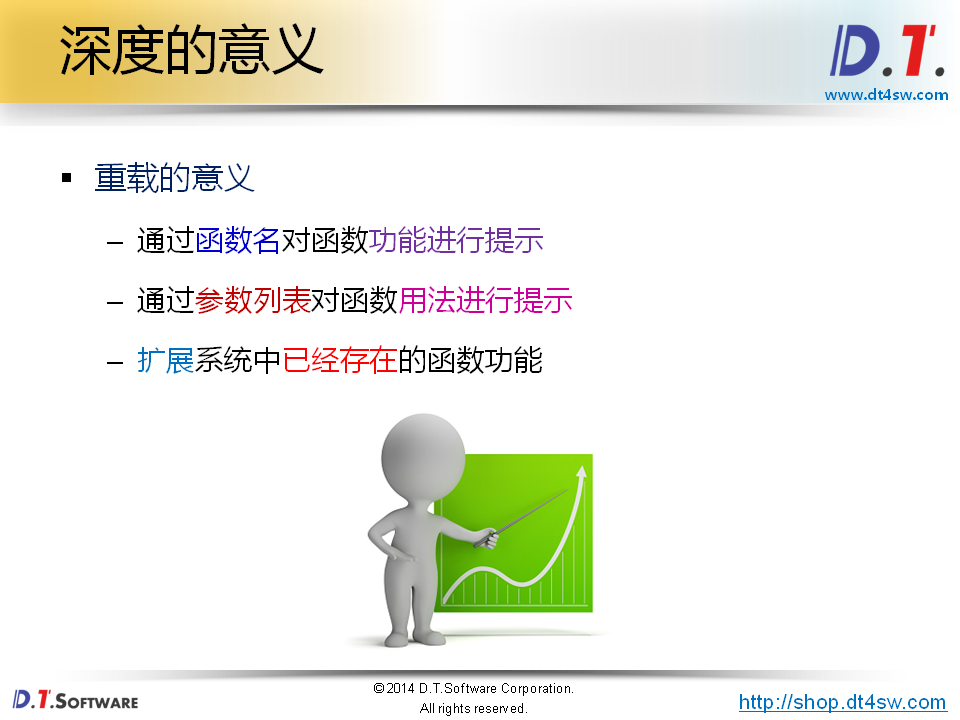 深度的意义
D.T.
www.dt4sw.com
▪ 重载的意义
– 通过函数名对函数功能进行提示
– 通过参数列表对函数用法进行提示
– 扩展系统中已经存在的函数功能
D.T.SOFTWARE
©2014 D.T.Software Corporation.
All rights reserved.
http://shop.dt4sw.com